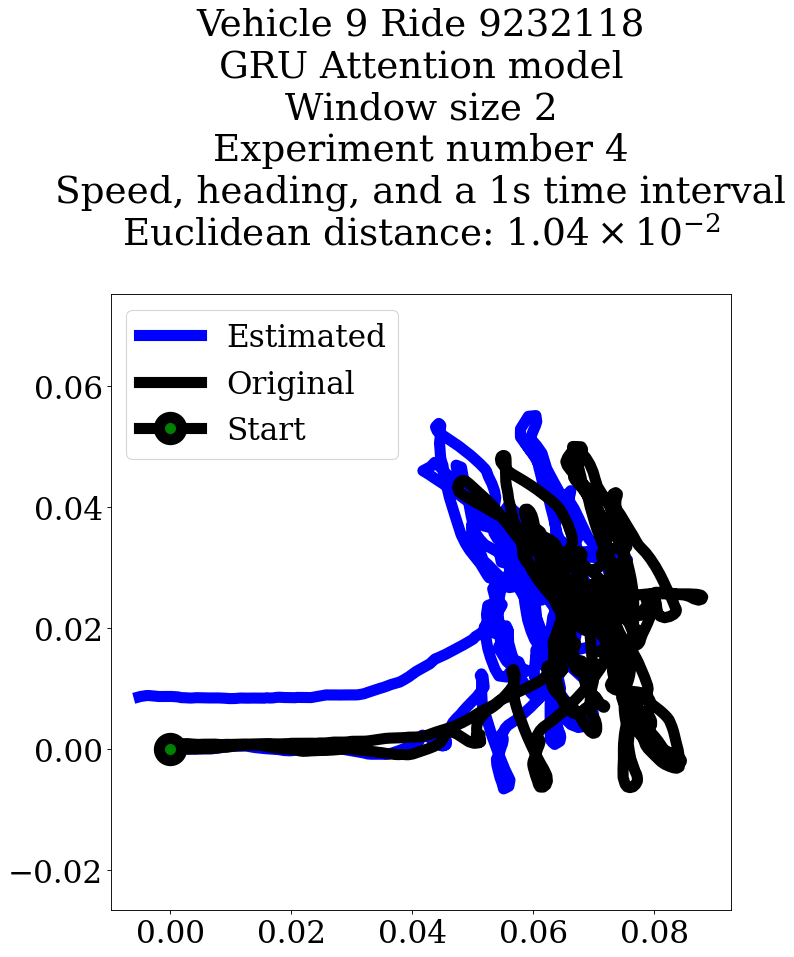 Vehicle 9 Ride 9232118
GRU Attention model
Window size 2
Experiment number 4
Speed, heading, and a 1s time interval
Euclidean distance: 1.04 × 10⁻²
Estimated
Original
Start
0.06
0.04
0.02
0.00
−0.02
0.00 0.02 0.04 0.06 0.08